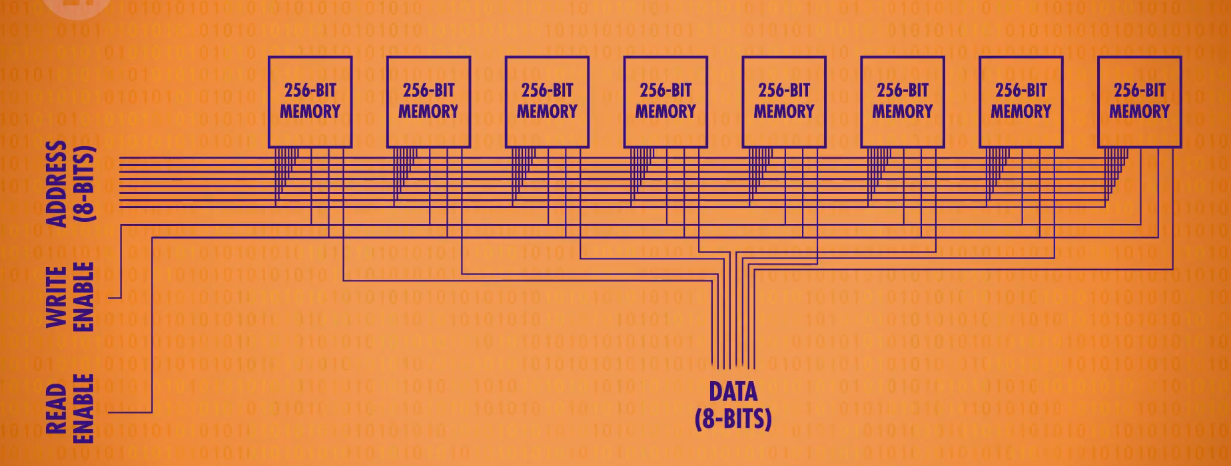 256-BIT
MEMORY
256-BIT
MEMORY
256-BIT
MEMORY
256-BIT
MEMORY
256-BIT
MEMORY
256-BIT
MEMORY
256-BIT
MEMORY
256-BIT
MEMORY
ADDRESS
(8-BITS)
WRITE
ENABLE
READ
ENABLE
DATA
(8-BITS)